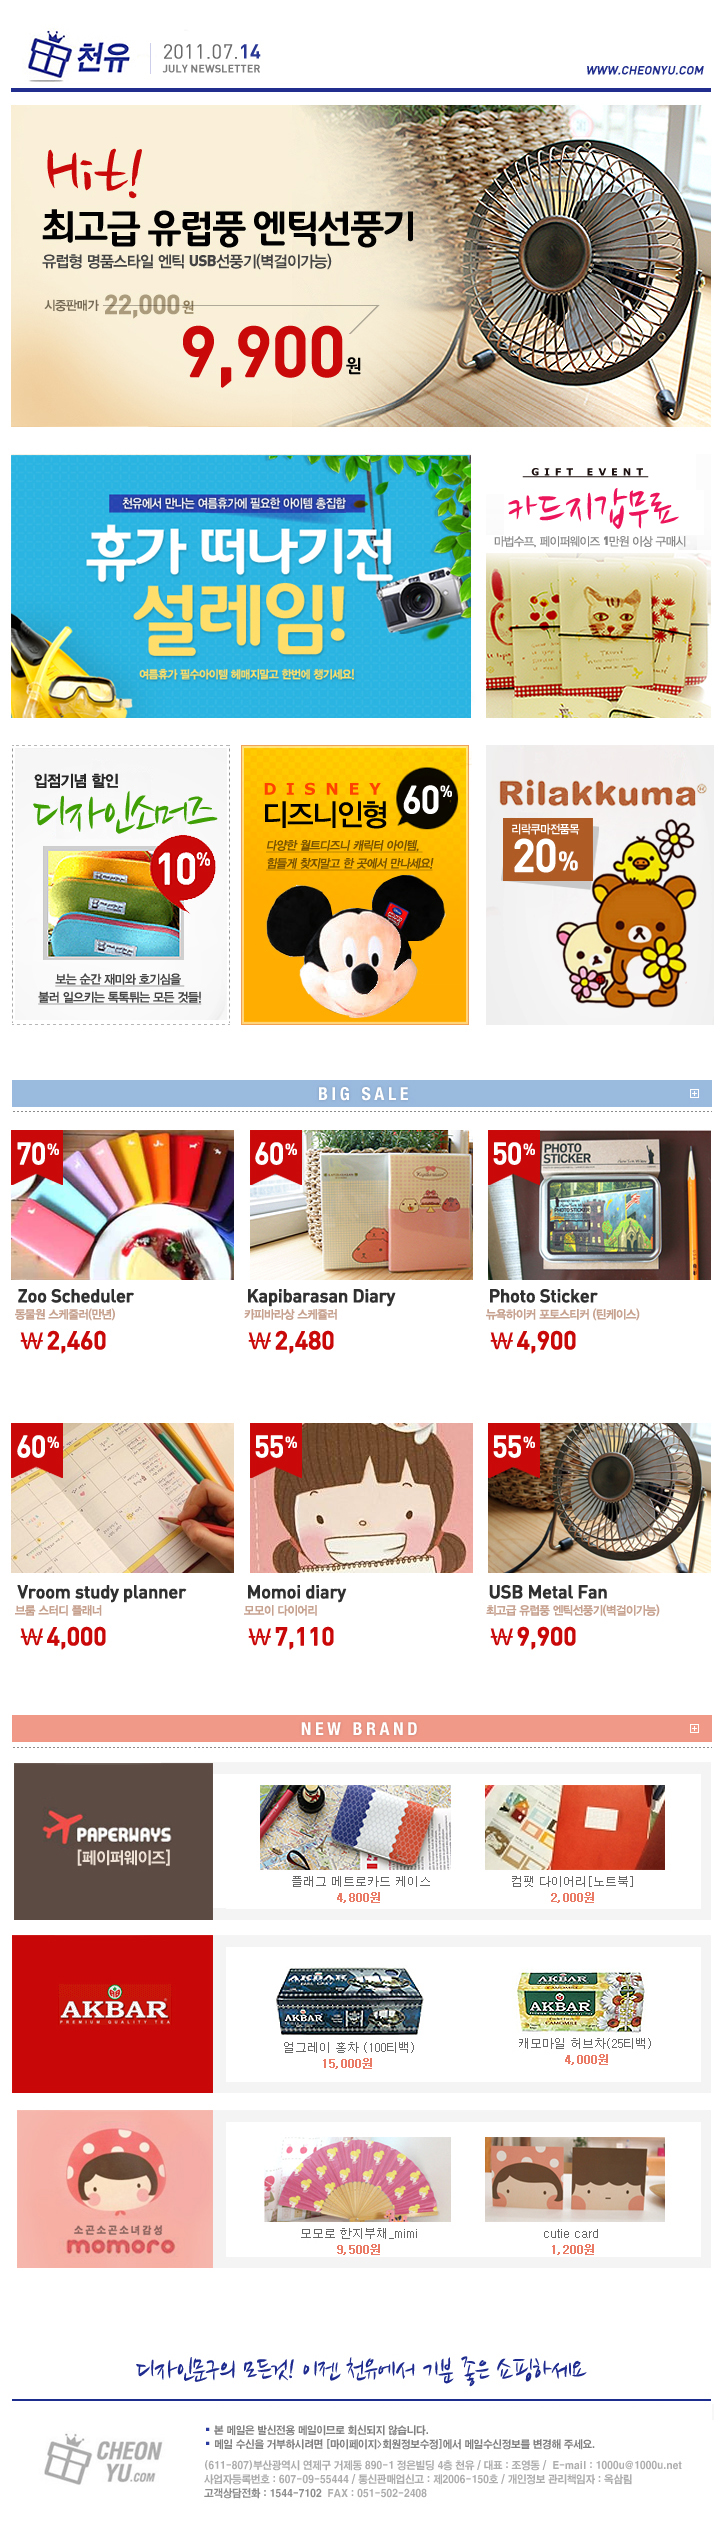 천유
2011.07.14
JULY NEWSLETTER
WWW.CHEONYU.COM
Hit!
최고급 유럽풍 엔틱선풍기
유럽형 명품스타일 엔틱 USB선풍기(벽걸이가능)
시중판매가 22,000원
9,900원
천유에서 만나는 여름휴가에 필요한 아이템 총집합
휴가 떠나기전
설레임!
여름휴가 필수아이템 헤매지말고 한번에 챙기세요!
GIFT EVENT
카드지갑무료
마법수프, 페이퍼웨이즈 1만원 이상 구매시
입점기념 할인
디자인소머즈
10%
보는 순간 재미와 호기심을
불러 일으키는 톡톡튀는 모든 것들!
DISNEY
디즈니인형
60%
다양한 월트디즈니 캐릭터 아이템,
힘들게 찾지말고 한 곳에서 만나세요!
Rilakkuma
리락쿠마전품목
20%
BIG SALE
70%
60%
50%
PHOTO
STICKER
Zoo Scheduler
동물원 스케줄러(만년)
₩2,460
Kapibarasan Diary
카피바라상 스케쥴러
₩2,480
Photo Sticker
뉴욕하이커 포토스티커 (틴케이스)
₩4,900
60%
55%
55%
Vroom study planner
브룸 스터디 플래너
₩4,000
Momoi diary
모모이 다이어리
₩7,110
USB Metal Fan
최고급 유럽풍 엔틱선풍기(벽걸이가능)
₩9,900
NEW BRAND
PAPERWAYS
[페이퍼웨이즈]
플래그 메트로카드 케이스
4,800원
컴팻 다이어리[노트북]
2,000원
AKBAR
PREMIUM QUALITY TEA
AKBAR
AKBAR
얼그레이 홍차 (100티백)
15,000원
AKBAR
AKBAR
CAMOMILE
캐모마일 허브차(25티백)
4,000원
소곤소곤소녀감성
momoro
모모로 한지부채_mimi
9,500원
cutie card
1,200원
디자인문구의 모든것! 이젠 천유에서 기분 좋은 쇼핑하세요
CHEON
YU.COM
본 메일은 발신전용 메일이므로 회신되지 않습니다.
메일 수신을 거부하시려면 [마이페이지>회원정보수정]에서 메일수신정보를 변경해 주세요.
(611-807)부산광역시 연제구 거제동 890-1 정은빌딩 4층 천유 / 대표 : 조영동 / E-mail : 1000u@1000u.net
사업자등록번호 : 607-09-55444 / 통신판매업신고 : 제2006-150호 / 개인정보 관리책임자 : 옥삼림
고객상담전화 : 1544-7102 FAX : 051-502-2408